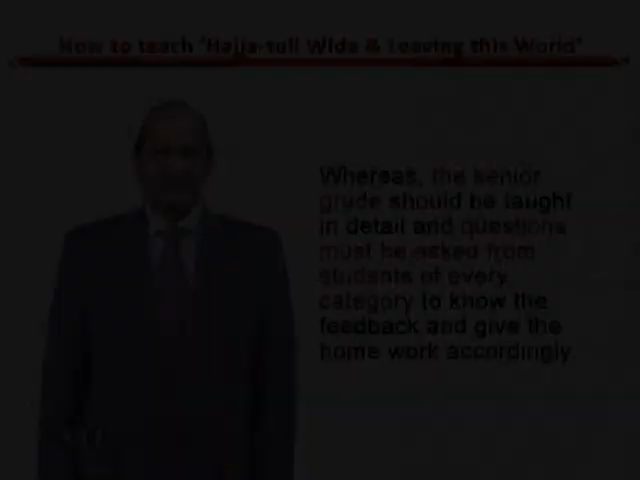 How to teach 'Hajja-tull Wida & Leaving this World'
Whereas, the senior
grade should be taught
in detail and questions
must be asked from
students of every
category to know the
feedback and give the
home work accordingly